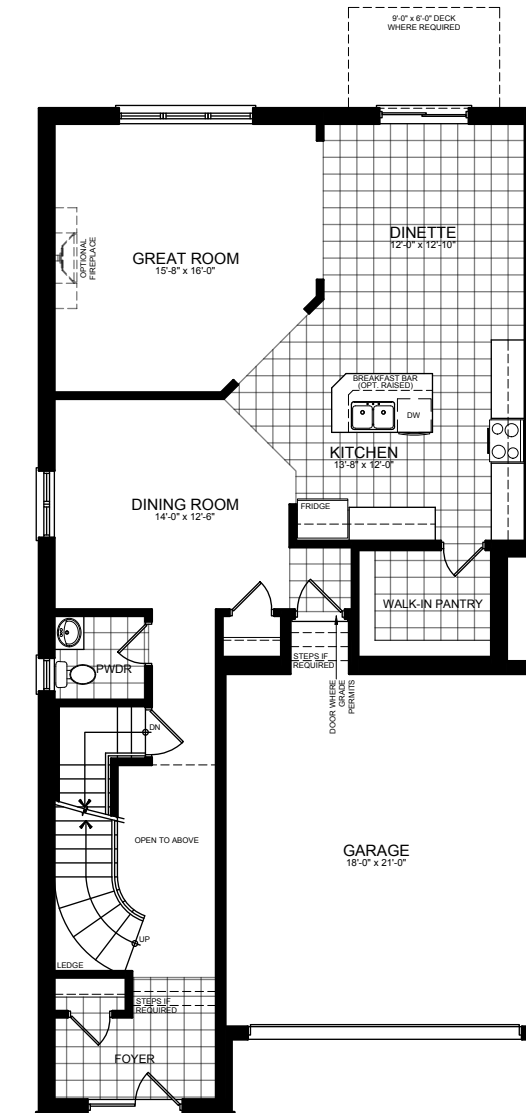 9'-0" x 6'-0" DECK
WHERE REQUIRED
DINETTE
12'-0" x 12'-10"
GREAT ROOM
15'-8" x 16'-0"
OPTIONAL
FIREPLACE
BREAKFAST BAR
(OPT. RAISED)
DW
KITCHEN
13'-8" x 12'-0"
DINING ROOM
14'-0" x 12'-6"
FRIDGE
WALK-IN PANTRY
STEPS IF
REQUIRED
DOOR WHERE
GRADE
PERMITS
PWDR
DN
OPEN TO ABOVE
GARAGE
18'-0" x 21'-0"
UP
LEDGE
STEPS IF
REQUIRED
FOYER